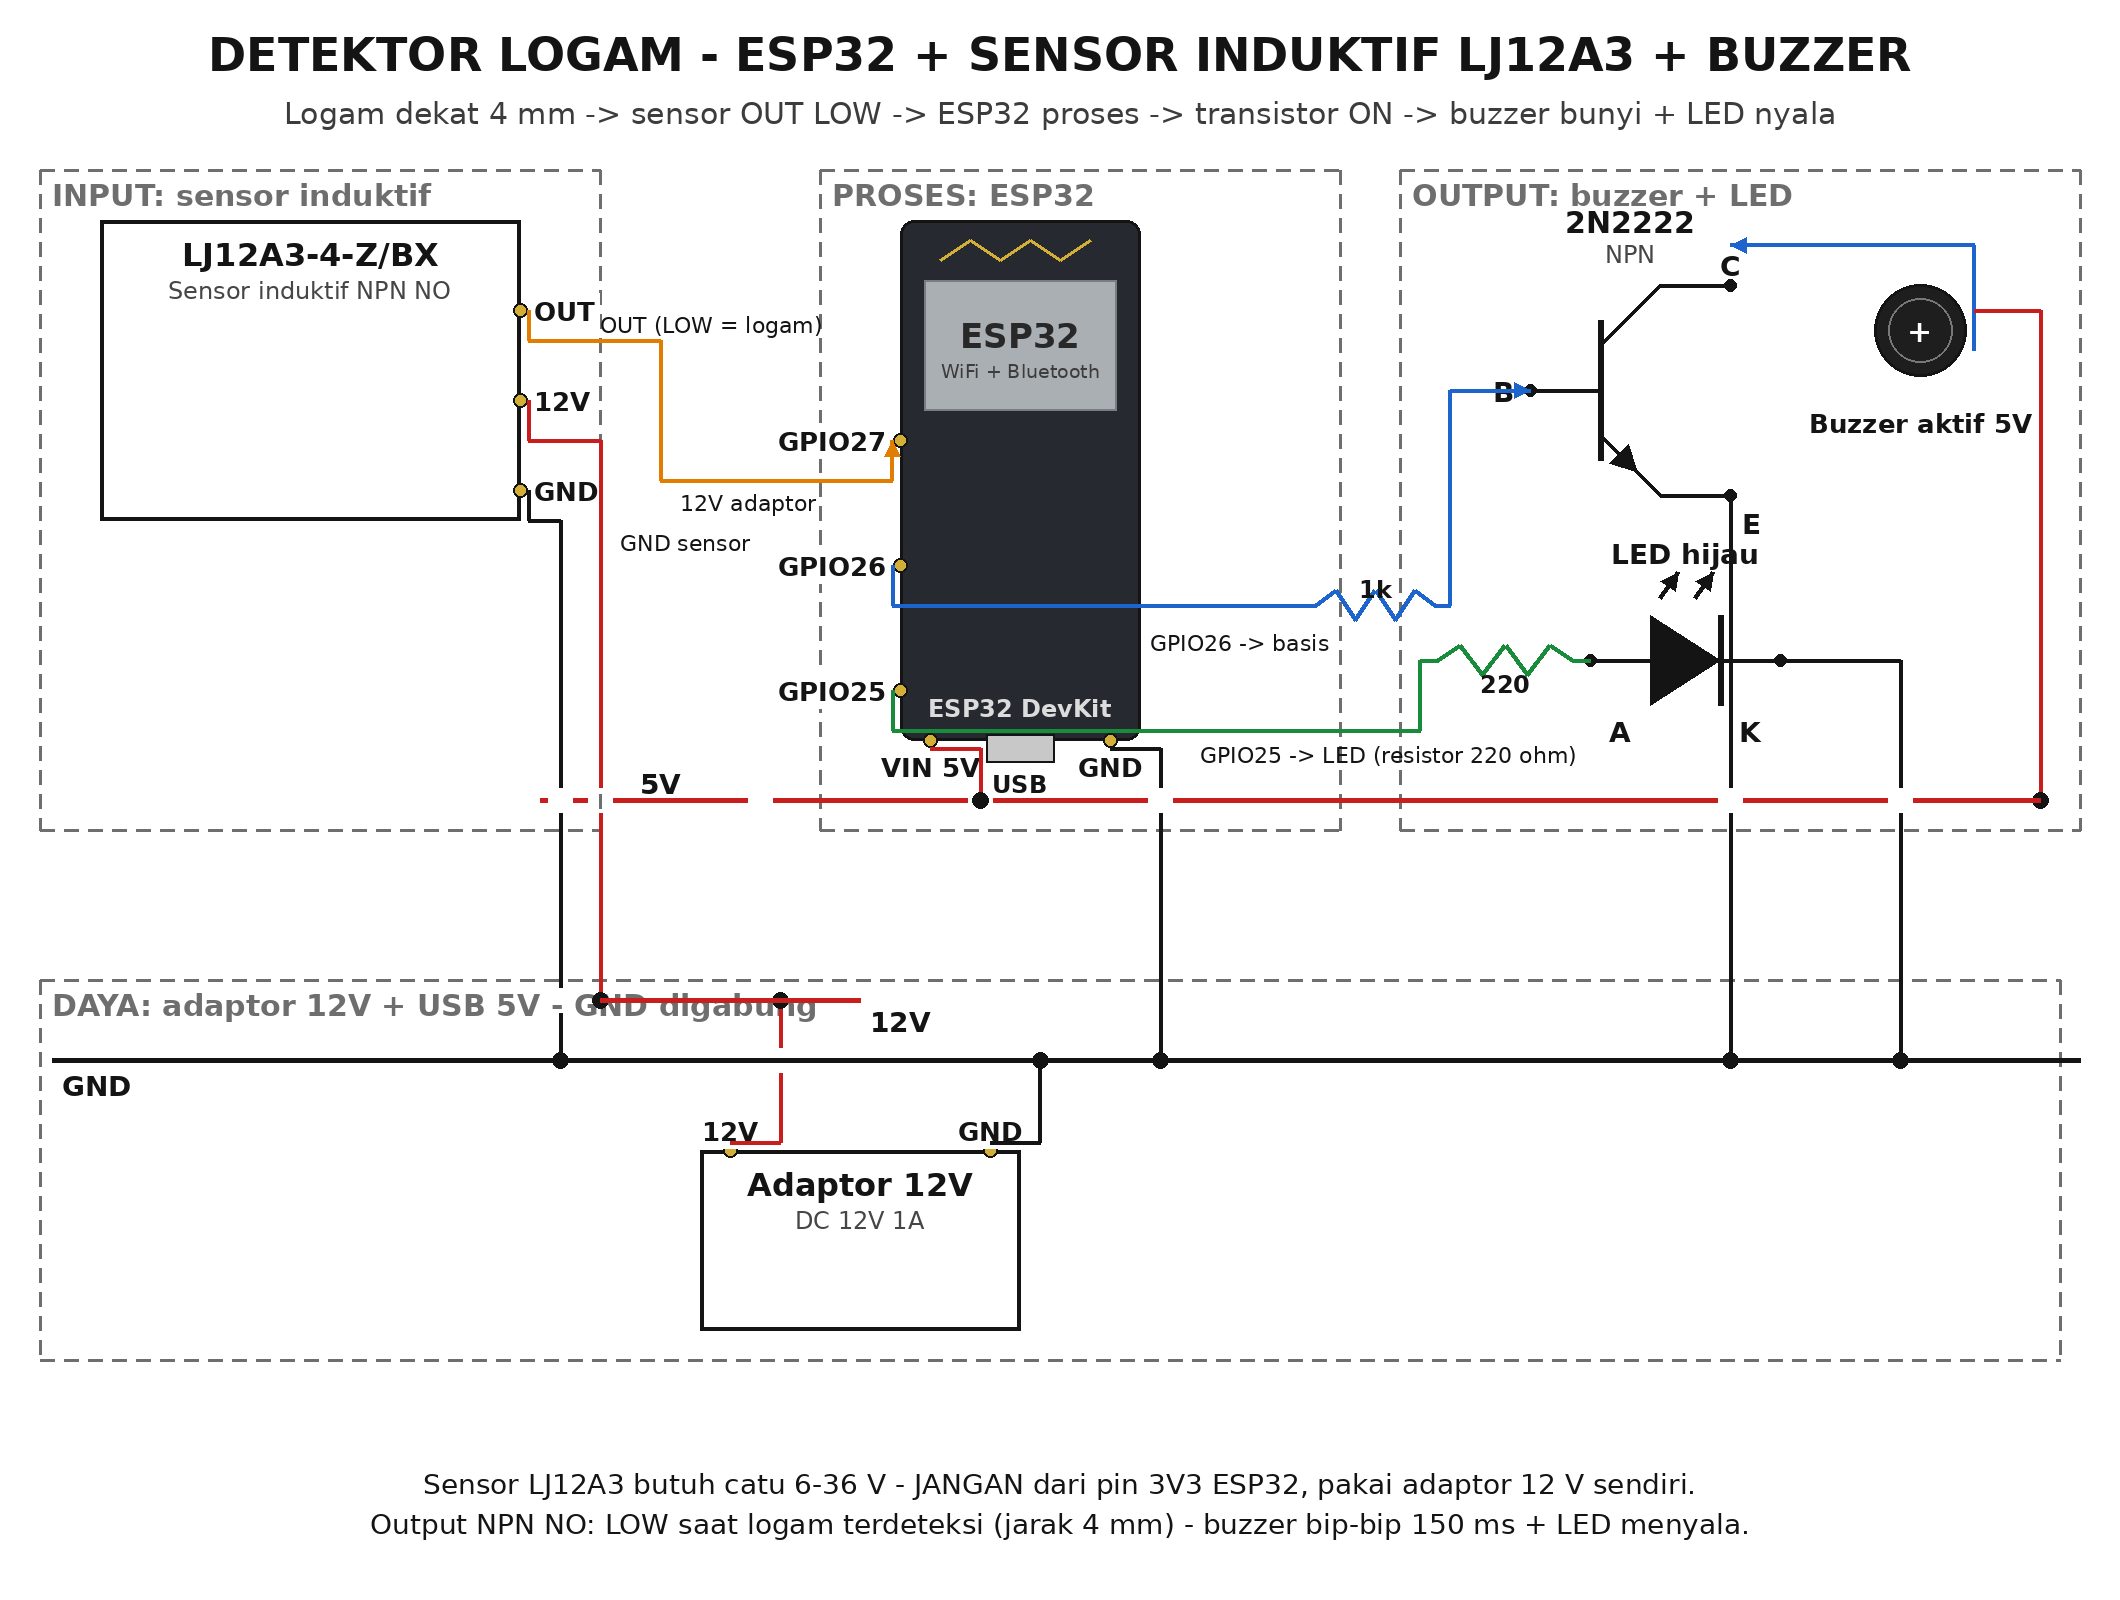 DETEKTOR LOGAM - ESP32 + SENSOR INDUKTIF LJ12A3 + BUZZER
Logam dekat 4 mm -> sensor OUT LOW -> ESP32 proses -> transistor ON -> buzzer bunyi + LED nyala
INPUT: sensor induktif
LJ12A3-4-Z/BX
Sensor induktif NPN NO
OUT
12V
GND
OUT (LOW = logam)
12V adaptor
GND sensor
PROSES: ESP32
ESP32
WiFi + Bluetooth
GPIO27
GPIO26
GPIO25
ESP32 DevKit
VIN 5V
USB
GND
5V
GPIO26 -> basis
GPIO25 -> LED (resistor 220 ohm)
1k
220
OUTPUT: buzzer + LED
2N2222
NPN
C
B
E
+
Buzzer aktif 5V
LED hijau
A
K
DAYA: adaptor 12V + USB 5V - GND digabung
12V
GND
12V
GND
Adaptor 12V
DC 12V 1A
Sensor LJ12A3 butuh catu 6-36 V - JANGAN dari pin 3V3 ESP32, pakai adaptor 12 V sendiri.
Output NPN NO: LOW saat logam terdeteksi (jarak 4 mm) - buzzer bip-bip 150 ms + LED menyala.